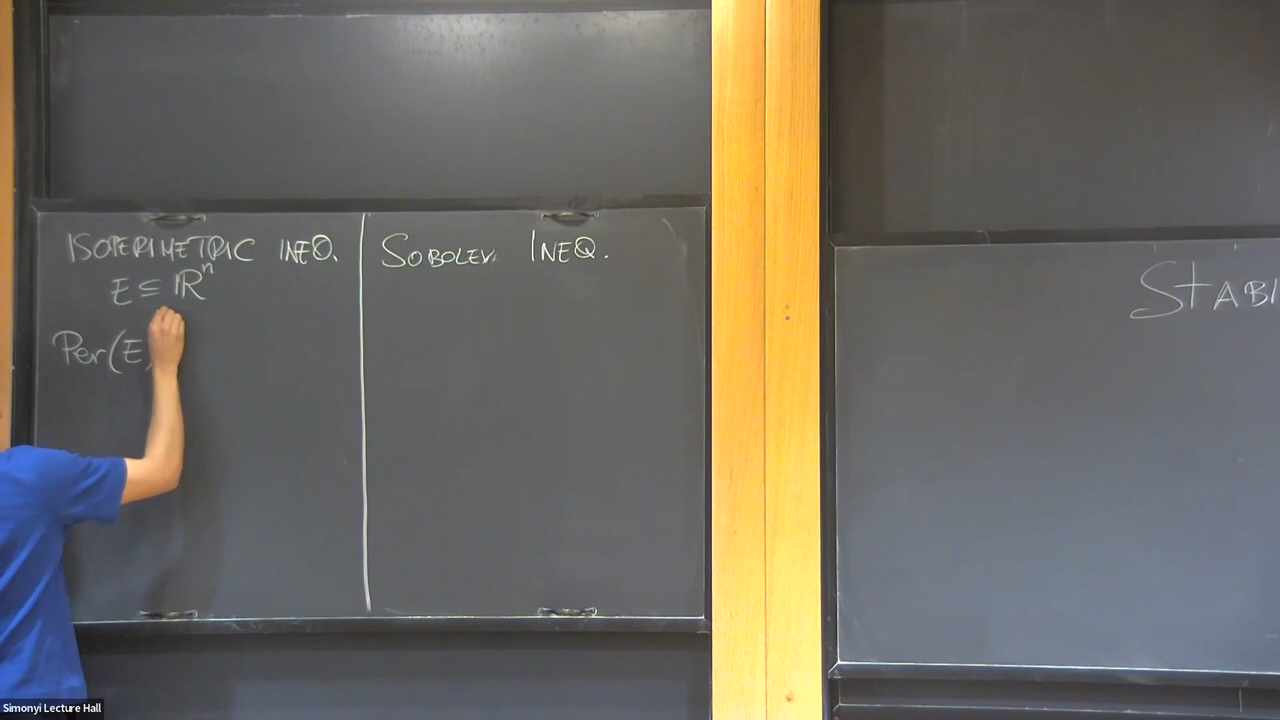 ISOPERIMETRIC INEQ.
E ⊆ ℝⁿ
Per(E)
SOBOLEV INEQ.
STABI
Simonyi Lecture Hall